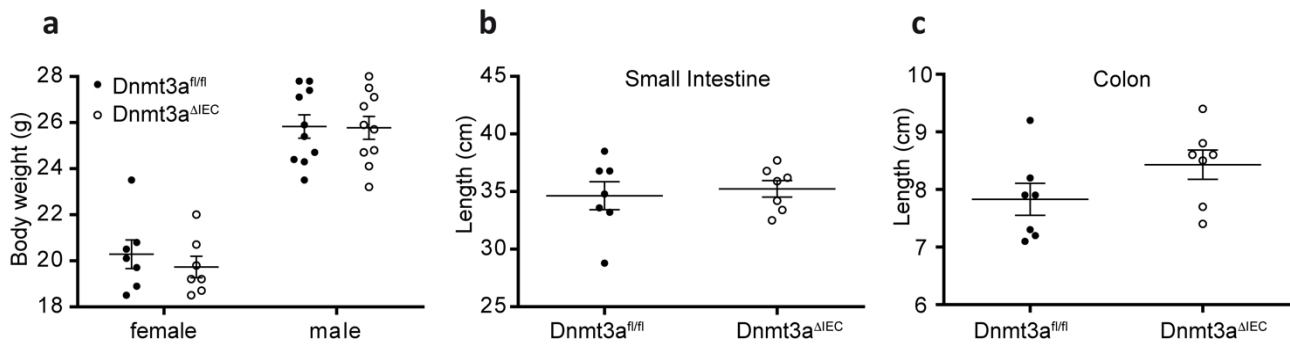 a
Body weight (g)
28
26
24
22
20
18
Dnmt3a^fl/fl
Dnmt3a^ΔIEC
female
male
b
Small Intestine
Length (cm)
45
40
35
30
25
Dnmt3a^fl/fl
Dnmt3a^ΔIEC
c
Colon
Length (cm)
10
9
8
7
6
Dnmt3a^fl/fl
Dnmt3a^ΔIEC